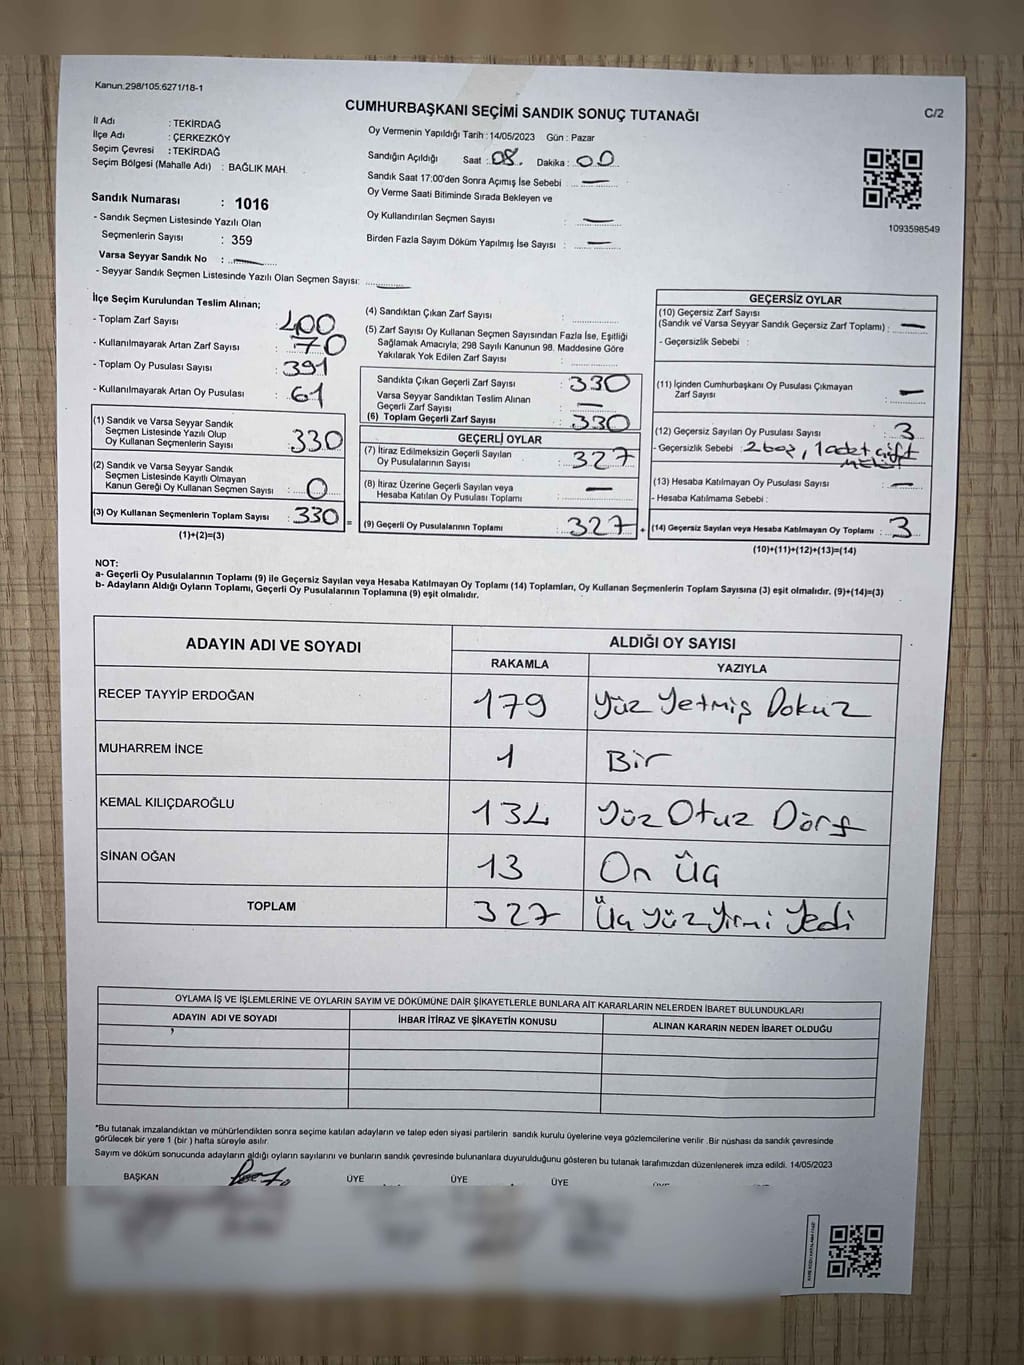 Kanun.298/105.6271/18-1
CUMHURBAŞKANI SEÇİMİ SANDIK SONUÇ TUTANAĞI
C/2
İl Adı : TEKİRDAĞ
İlçe Adı : ÇERKEZKÖY
Seçim Çevresi : TEKİRDAĞ
Seçim Bölgesi (Mahalle Adı) : BAĞLIK MAH.
Oy Vermenin Yapıldığı Tarih : 14/05/2023 Gün : Pazar
Sandığın Açıldığı Saat : 08. Dakika : 00
Sandık Saat 17:00'den Sonra Açımış İse Sebebi —
Oy Verme Saati Bitiminde Sırada Bekleyen ve
Oy Kullandırılan Seçmen Sayısı : —
Birden Fazla Sayım Döküm Yapılmış İse Sayısı : —
1093598549
Sandık Numarası : 1016
- Sandık Seçmen Listesinde Yazılı Olan
Seçmenlerin Sayısı : 359
Varsa Seyyar Sandık No : —
- Seyyar Sandık Seçmen Listesinde Yazılı Olan Seçmen Sayısı: —
İlçe Seçim Kurulundan Teslim Alınan;
- Toplam Zarf Sayısı : 400
- Kullanılmayarak Artan Zarf Sayısı : 70
- Toplam Oy Pusulası Sayısı : 391
- Kullanılmayarak Artan Oy Pusulası : 61
(1) Sandık ve Varsa Seyyar Sandık
Seçmen Listesinde Yazılı Olup
Oy Kullanan Seçmenlerin Sayısı : 330
(2) Sandık ve Varsa Seyyar Sandık
Seçmen Listesinde Kayıtlı Olmayan
Kanun Gereği Oy Kullanan Seçmen Sayısı : 0
(3) Oy Kullanan Seçmenlerin Toplam Sayısı : 330 =
(1)+(2)=(3)
(4) Sandıktan Çıkan Zarf Sayısı :
(5) Zarf Sayısı Oy Kullanan Seçmen Sayısından Fazla İse, Eşitliği
Sağlamak Amacıyla; 298 Sayılı Kanunun 98. Maddesine Göre
Yakılarak Yok Edilen Zarf Sayısı :
Sandıkta Çıkan Geçerli Zarf Sayısı : 330
Varsa Seyyar Sandıktan Teslim Alınan
Geçerli Zarf Sayısı : —
(6) Toplam Geçerli Zarf Sayısı : 330
GEÇERLİ OYLAR
(7) İtiraz Edilmeksizin Geçerli Sayılan
Oy Pusulalarının Sayısı : 327
(8) İtiraz Üzerine Geçerli Sayılan veya
Hesaba Katılan Oy Pusulası Toplamı : —
(9) Geçerli Oy Pusulalarının Toplamı : 327 +
GEÇERSİZ OYLAR
(10) Geçersiz Zarf Sayısı
(Sandık ve Varsa Seyyar Sandık Geçersiz Zarf Toplamı) : —
- Geçersizlik Sebebi :
(11) İçinden Cumhurbaşkanı Oy Pusulası Çıkmayan
Zarf Sayısı : —
(12) Geçersiz Sayılan Oy Pusulası Sayısı : 3
- Geçersizlik Sebebi : 2 boş, 1 adet çift
mühür
(13) Hesaba Katılmayan Oy Pusulası Sayısı : —
- Hesaba Katılmama Sebebi :
(14) Geçersiz Sayılan veya Hesaba Katılmayan Oy Toplamı : 3
(10)+(11)+(12)+(13)=(14)
NOT:
a- Geçerli Oy Pusulalarının Toplamı (9) ile Geçersiz Sayılan veya Hesaba Katılmayan Oy Toplamı (14) Toplamları, Oy Kullanan Seçmenlerin Toplam Sayısına (3) eşit olmalıdır. (9)+(14)=(3)
b- Adayların Aldığı Oyların Toplamı, Geçerli Oy Pusulalarının Toplamına (9) eşit olmalıdır.
ADAYIN ADI VE SOYADI
ALDIĞI OY SAYISI
RAKAMLA YAZIYLA
RECEP TAYYİP ERDOĞAN 179 Yüz Yetmiş Dokuz
MUHARREM İNCE 1 Bir
KEMAL KILIÇDAROĞLU 134 Yüz Otuz Dört
SİNAN OĞAN 13 On Üç
TOPLAM 327 Üç Yüz Yirmi Yedi
OYLAMA İŞ VE İŞLEMLERİNE VE OYLARIN SAYIM VE DÖKÜMÜNE DAİR ŞİKAYETLERLE BUNLARA AİT KARARLARIN NELERDEN İBARET BULUNDUKLARI
ADAYIN ADI VE SOYADI İHBAR İTİRAZ VE ŞİKAYETİN KONUSU ALINAN KARARIN NEDEN İBARET OLDUĞU
*Bu tutanak imzalandıktan ve mühürlendikten sonra seçime katılan adayların ve talep eden siyasi partilerin sandık kurulu üyelerine veya gözlemcilerine verilir .Bir nüshası da sandık çevresinde
görülecek bir yere 1 (bir ) hafta süreyle asılır.
Sayım ve döküm sonucunda adayların aldığı oyların sayılarını ve bunların sandık çevresinde bulunanlara duyurulduğunu gösteren bu tutanak tarafımızdan düzenlenerek imza edildi. 14/05/2023
BAŞKAN ÜYE ÜYE ÜYE